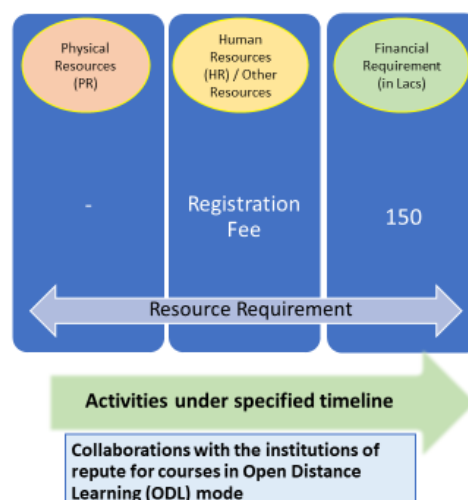 Physical
Resources
(PR)
Human
Resources
(HR) / Other
Resources
Financial
Requirement
(in Lacs)
-
Registration
Fee
150
Resource Requirement
Activities under specified timeline
Collaborations with the institutions of
repute for courses in Open Distance
Learning (ODL) mode